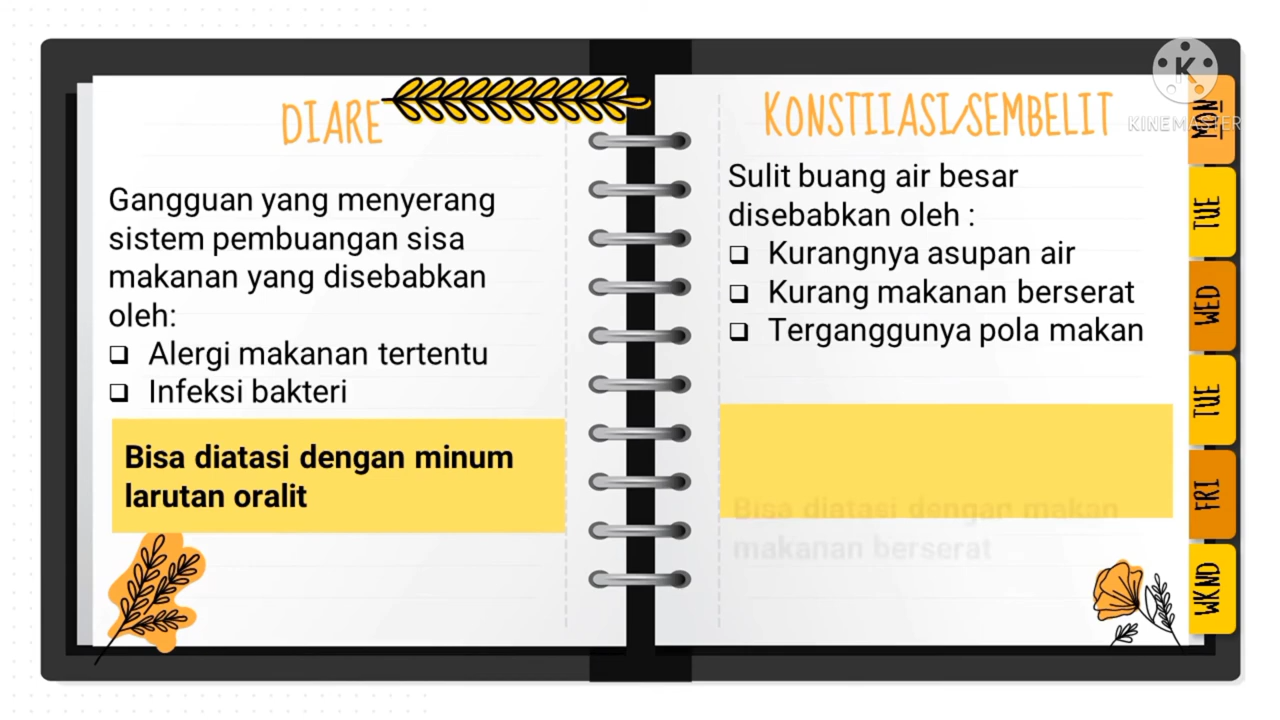 DIARE
Gangguan yang menyerang
sistem pembuangan sisa
makanan yang disebabkan
oleh:
❑ Alergi makanan tertentu
❑ Infeksi bakteri
Bisa diatasi dengan minum
larutan oralit
KONSTIIASI/SEMBELIT
Sulit buang air besar
disebabkan oleh :
❑ Kurangnya asupan air
❑ Kurang makanan berserat
❑ Terganggunya pola makan
Bisa diatasi dengan makan
makanan berserat
K
KINEMASTER
MON
TUE
WED
TUE
FRI
WKND